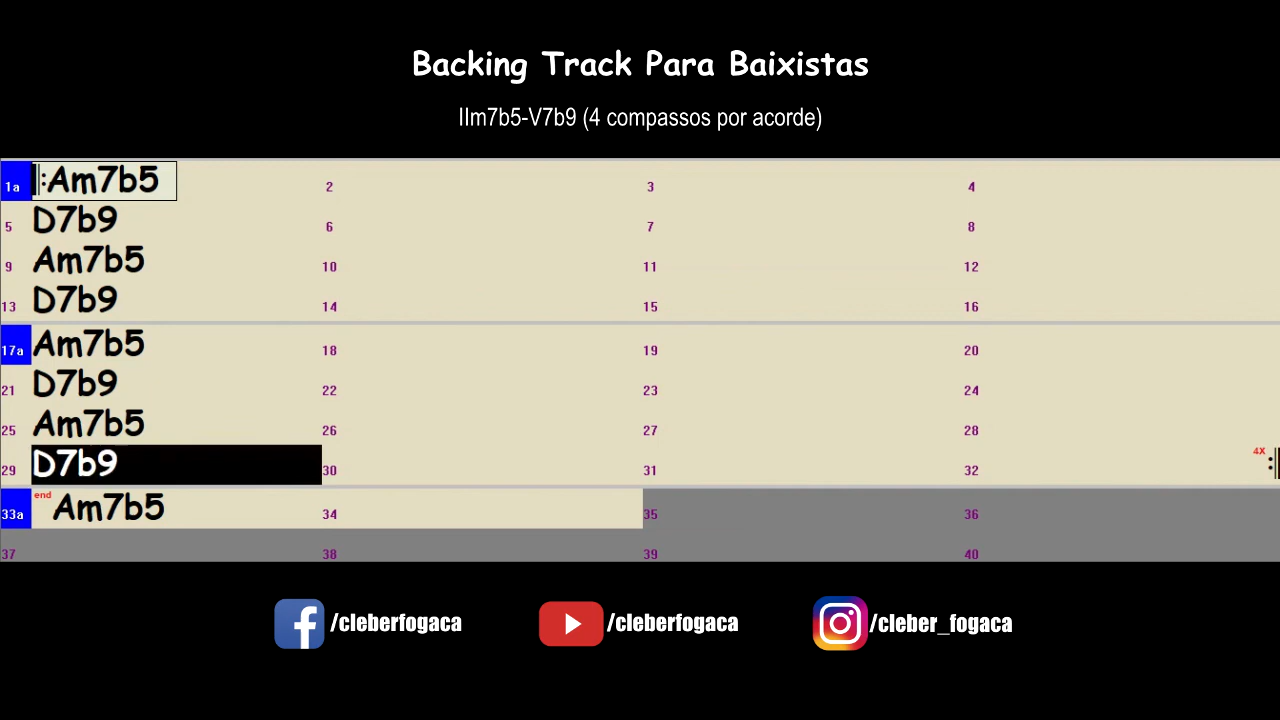 Backing Track Para Baixistas
IIm7b5-V7b9 (4 compassos por acorde)
1a Am7b5 2 3 4
5 D7b9 6 7 8
9 Am7b5 10 11 12
13 D7b9 14 15 16
17a Am7b5 18 19 20
21 D7b9 22 23 24
25 Am7b5 26 27 28
29 D7b9 30 31 32 4X
33a end Am7b5 34 35 36
37 38 39 40
/cleberfogaca /cleberfogaca /cleber_fogaca